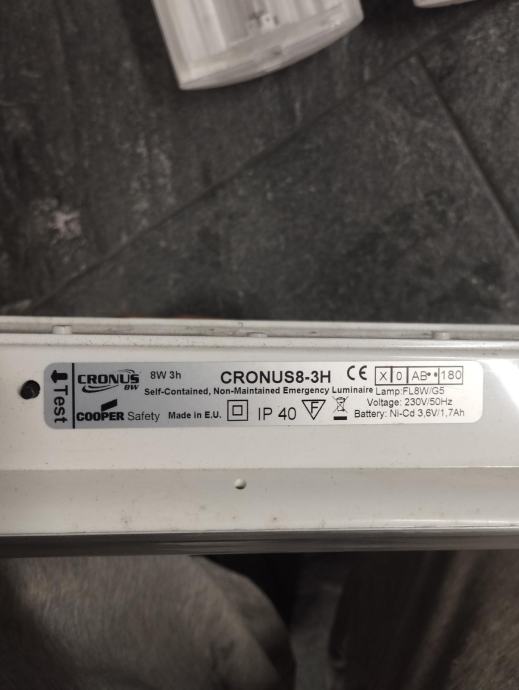 Test
CRONUS
8W
8W 3h
CRONUS8-3H CE X 0 AB** 180
Self-Contained, Non-Maintained Emergency Luminaire Lamp:FL8W/G5
Voltage: 230V/50Hz
COOPER Safety Made in E.U. IP 40 F Battery: Ni-Cd 3,6V/1,7Ah